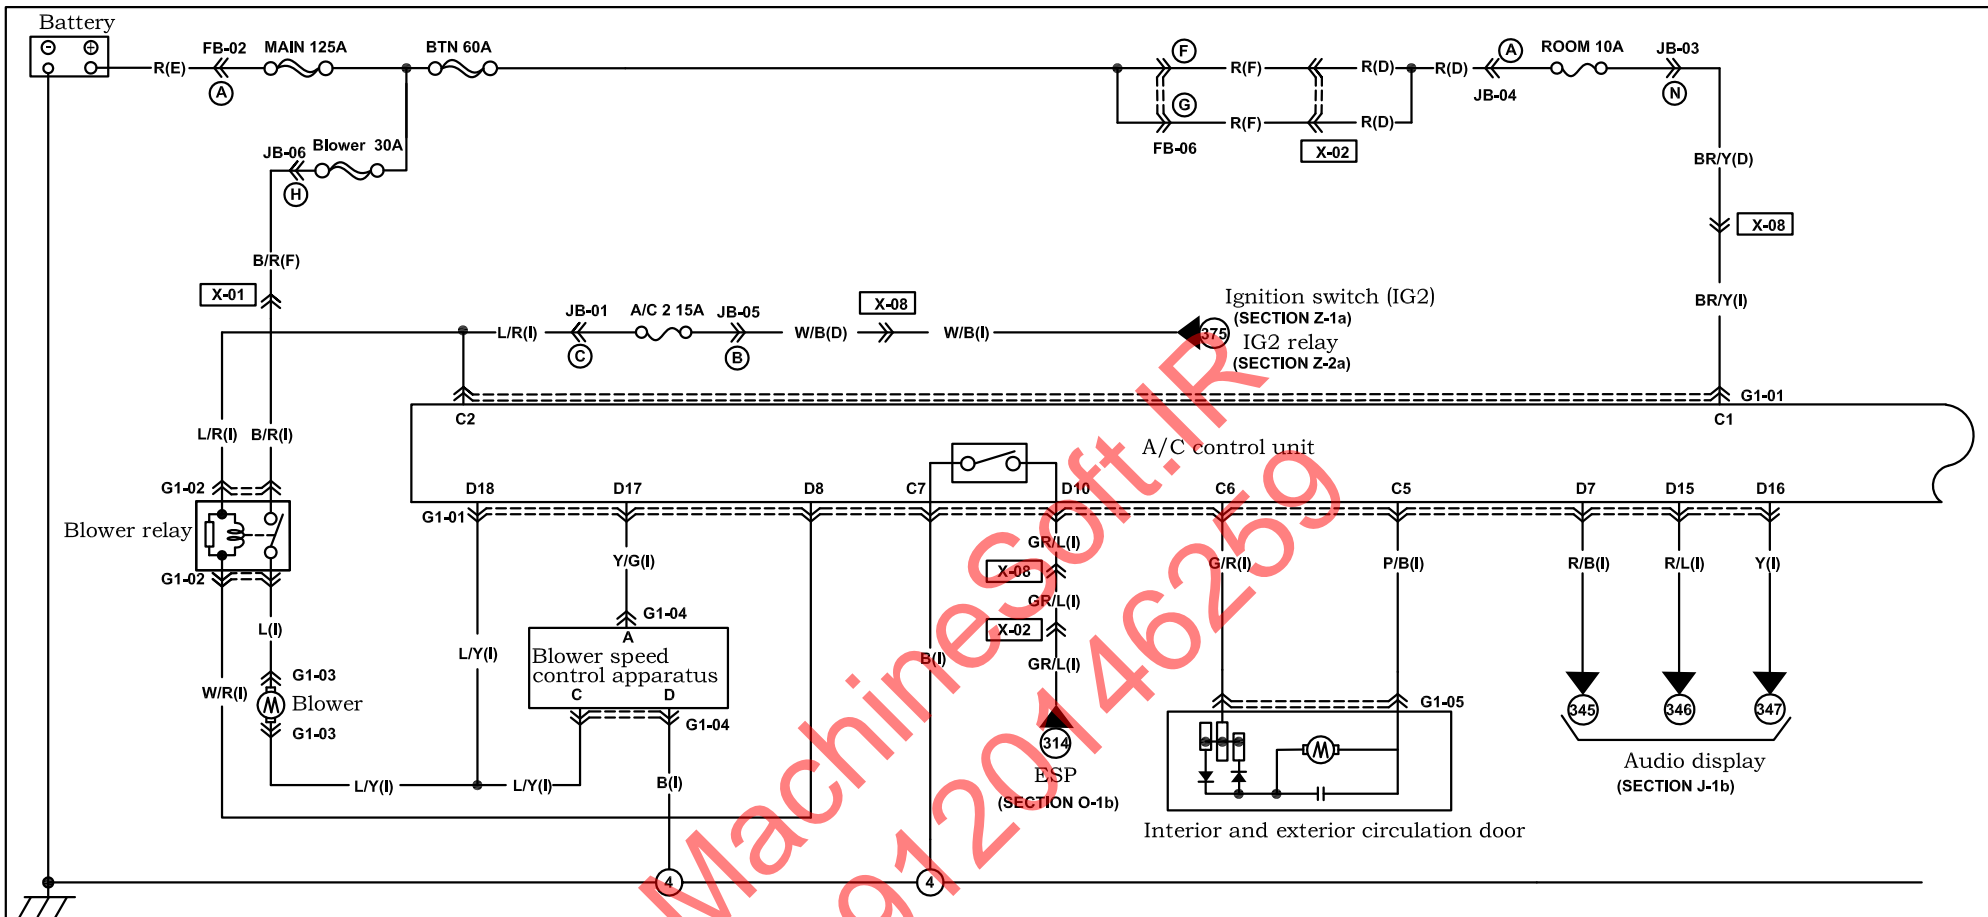 Battery
R(E)
FB-02
A
MAIN 125A
BTN 60A
F
R(F)
R(D)
R(D)
A
JB-04
ROOM 10A
JB-03
N
G
R(F)
R(D)
FB-06
X-02
JB-06
Blower 30A
H
BR/Y(D)
X-08
B/R(F)
X-01
BR/Y(I)
L/R(I)
JB-01
C
A/C 2 15A
JB-05
B
W/B(D)
X-08
W/B(I)
375
Ignition switch (IG2)
(SECTION Z-1a)
IG2 relay
(SECTION Z-2a)
G1-01
C2
C1
A/C control unit
L/R(I)
B/R(I)
G1-02
Blower relay
G1-02
D18
D17
D8
C7
D10
C6
C5
D7
D15
D16
G1-01
Y/G(I)
GR/L(I)
X-08
GR/L(I)
X-02
GR/L(I)
G/R(I)
P/B(I)
R/B(I)
R/L(I)
Y(I)
L(I)
G1-04
A
Blower speed
control apparatus
C
D
G1-04
L/Y(I)
B(I)
G1-03
M
Blower
G1-03
W/R(I)
L/Y(I)
L/Y(I)
B(I)
314
ESP
(SECTION O-1b)
G1-05
M
Interior and exterior circulation door
345
346
347
Audio display
(SECTION J-1b)
4
4
MachineSoft.IR
9120146259